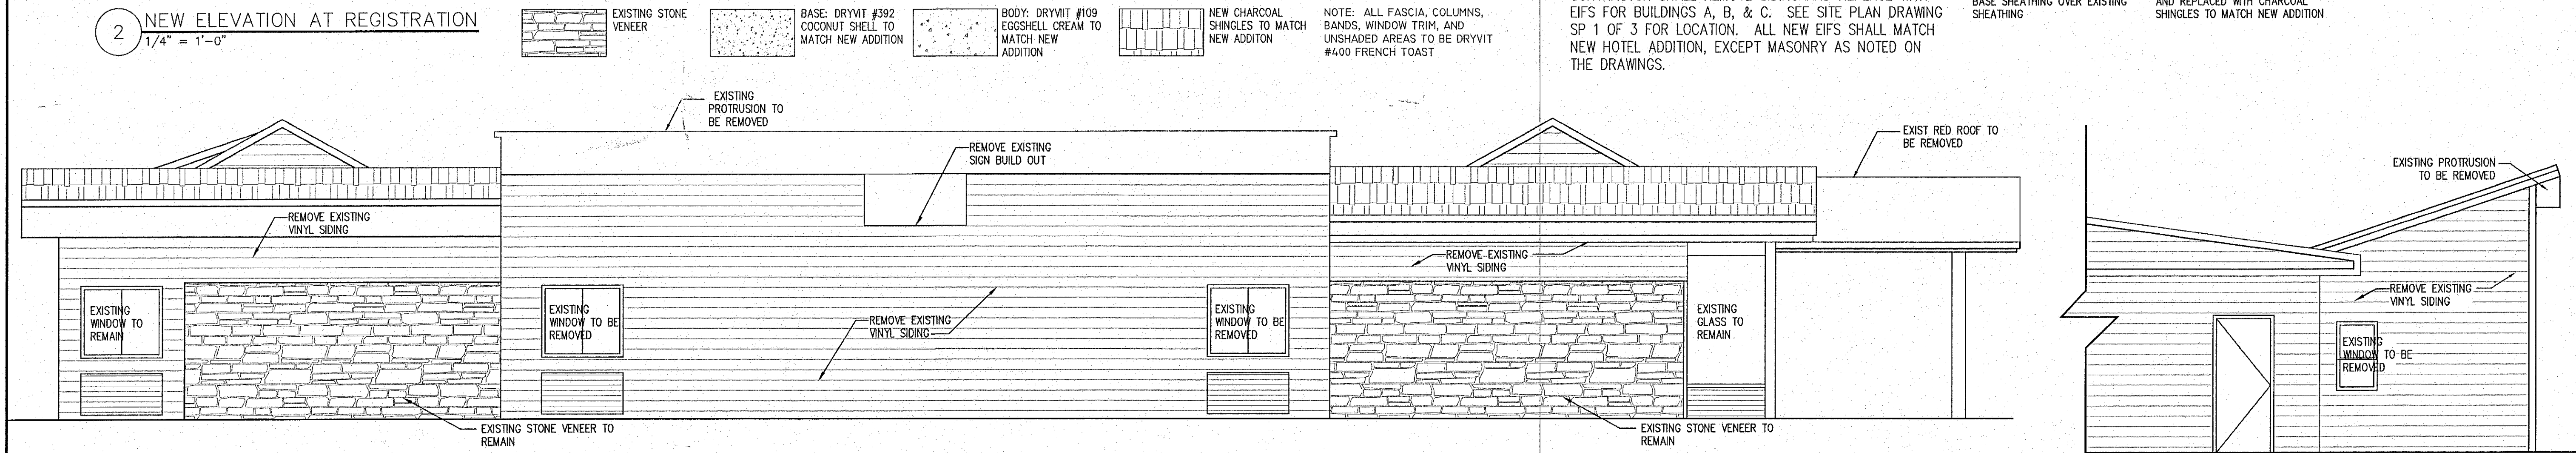 2
NEW ELEVATION AT REGISTRATION
1/4" = 1'-0"
EXISTING STONE
VENEER
BASE: DRYVIT #392
COCONUT SHELL TO
MATCH NEW ADDITION
BODY: DRYVIT #109
EGGSHELL CREAM TO
MATCH NEW
ADDITION
NEW CHARCOAL
SHINGLES TO MATCH
NEW ADDITON
NOTE: ALL FASCIA, COLUMNS,
BANDS, WINDOW TRIM, AND
UNSHADED AREAS TO BE DRYVIT
#400 FRENCH TOAST
EIFS FOR BUILDINGS A, B, & C. SEE SITE PLAN DRAWING
SP 1 OF 3 FOR LOCATION. ALL NEW EIFS SHALL MATCH
NEW HOTEL ADDITION, EXCEPT MASONRY AS NOTED ON
THE DRAWINGS.
BASE SHEATHING OVER EXISTING
SHEATHING
AND REPLACED WITH CHARCOAL
SHINGLES TO MATCH NEW ADDITION
EXISTING
PROTRUSION TO
BE REMOVED
REMOVE EXISTING
SIGN BUILD OUT
EXIST RED ROOF TO
BE REMOVED
EXISTING PROTRUSION
TO BE REMOVED
REMOVE EXISTING
VINYL SIDING
REMOVE EXISTING
VINYL SIDING
REMOVE EXISTING
VINYL SIDING
EXISTING
WINDOW TO
REMAIN
EXISTING
WINDOW TO BE
REMOVED
REMOVE EXISTING
VINYL SIDING
EXISTING
WINDOW TO BE
REMOVED
EXISTING
GLASS TO
REMAIN
EXISTING
WINDOW TO BE
REMOVED
EXISTING STONE VENEER TO
REMAIN
EXISTING STONE VENEER TO
REMAIN